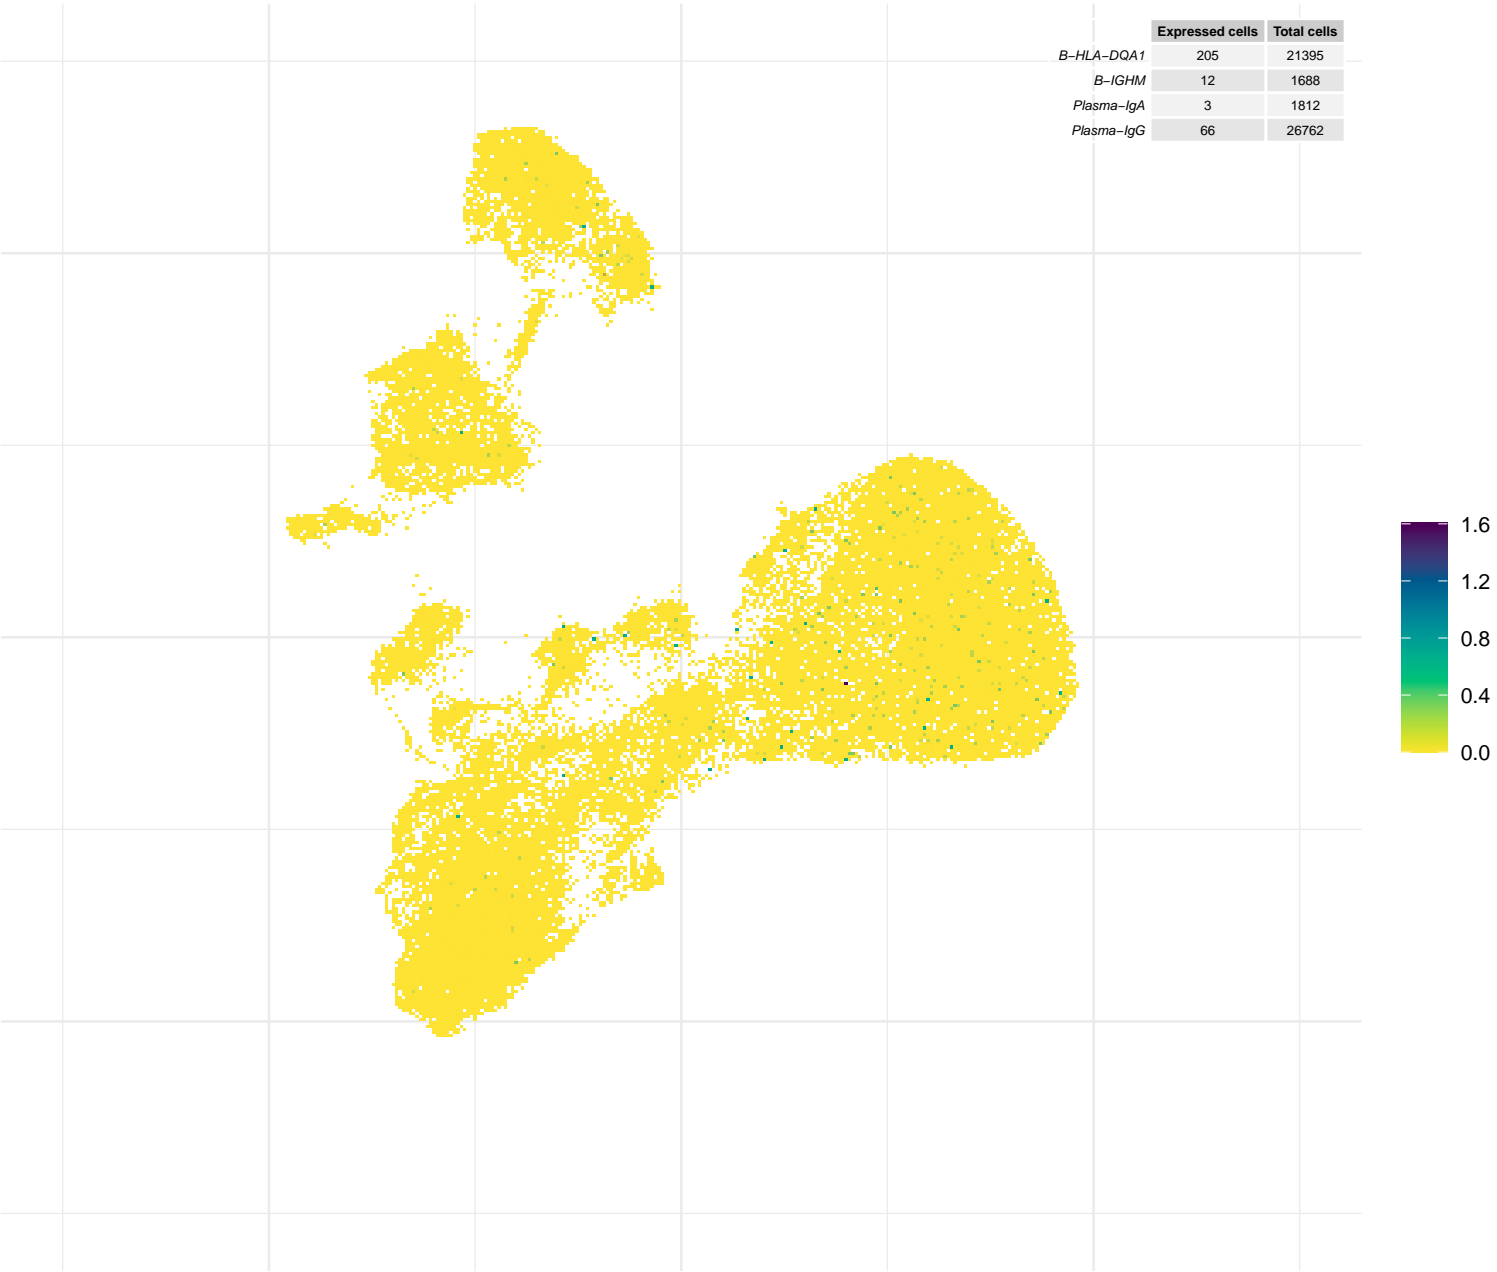 Expressed cells Total cells
B−HLA−DQA1 205 21395
B−IGHM 12 1688
Plasma−IgA 3 1812
Plasma−IgG 66 26762
1.6
1.2
0.8
0.4
0.0